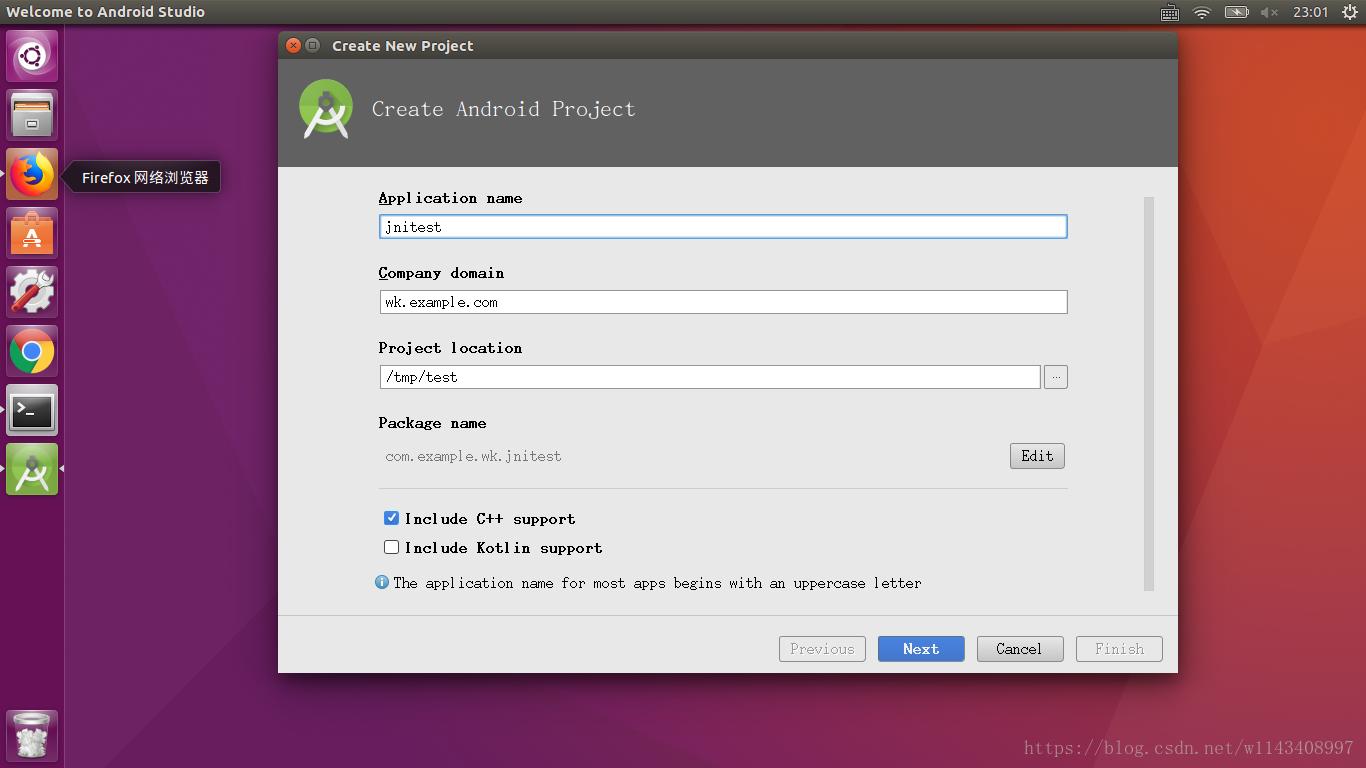 Welcome to Android Studio
23:01
Create New Project
Create Android Project
Firefox 网络浏览器
Application name
jnitest
Company domain
wk.example.com
Project location
/tmp/test
...
Package name
com.example.wk.jnitest
Edit
Include C++ support
Include Kotlin support
The application name for most apps begins with an uppercase letter
Previous
Next
Cancel
Finish
https://blog.csdn.net/w1143408997